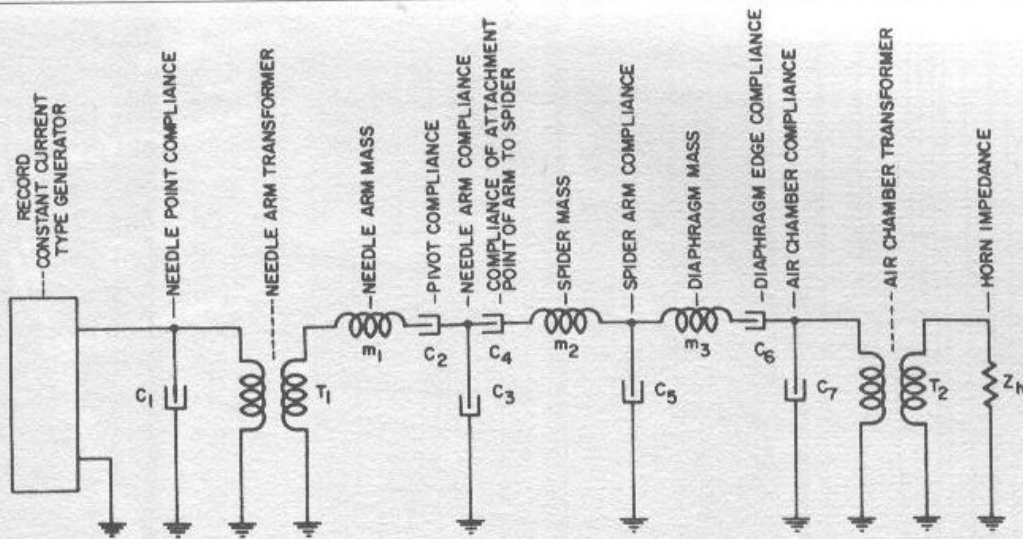 RECORD
CONSTANT CURRENT
TYPE GENERATOR
NEEDLE POINT COMPLIANCE
NEEDLE ARM TRANSFORMER
NEEDLE ARM MASS
PIVOT COMPLIANCE
NEEDLE ARM COMPLIANCE
COMPLIANCE OF ATTACHMENT
POINT OF ARM TO SPIDER
SPIDER MASS
SPIDER ARM COMPLIANCE
DIAPHRAGM MASS
DIAPHRAGM EDGE COMPLIANCE
AIR CHAMBER COMPLIANCE
AIR CHAMBER TRANSFORMER
HORN IMPEDANCE
C1
T1
m1
C2
C3
C4
m2
C5
m3
C6
C7
T2
Zh